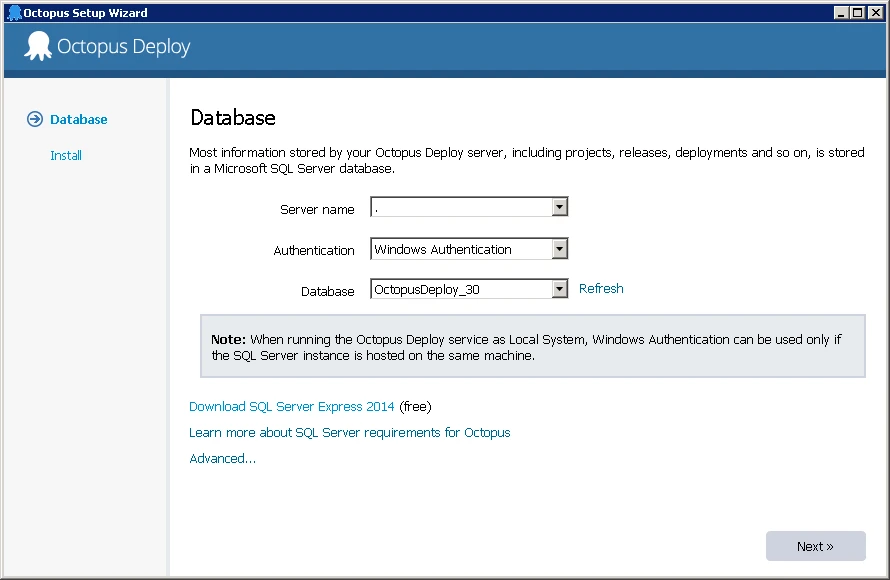 Octopus Setup Wizard
Octopus Deploy
Database
Install
Database
Most information stored by your Octopus Deploy server, including projects, releases, deployments and so on, is stored
in a Microsoft SQL Server database.
Server name .
Authentication Windows Authentication
Database OctopusDeploy_30 Refresh
Note: When running the Octopus Deploy service as Local System, Windows Authentication can be used only if
the SQL Server instance is hosted on the same machine.
Download SQL Server Express 2014 (free)
Learn more about SQL Server requirements for Octopus
Advanced...
Next »